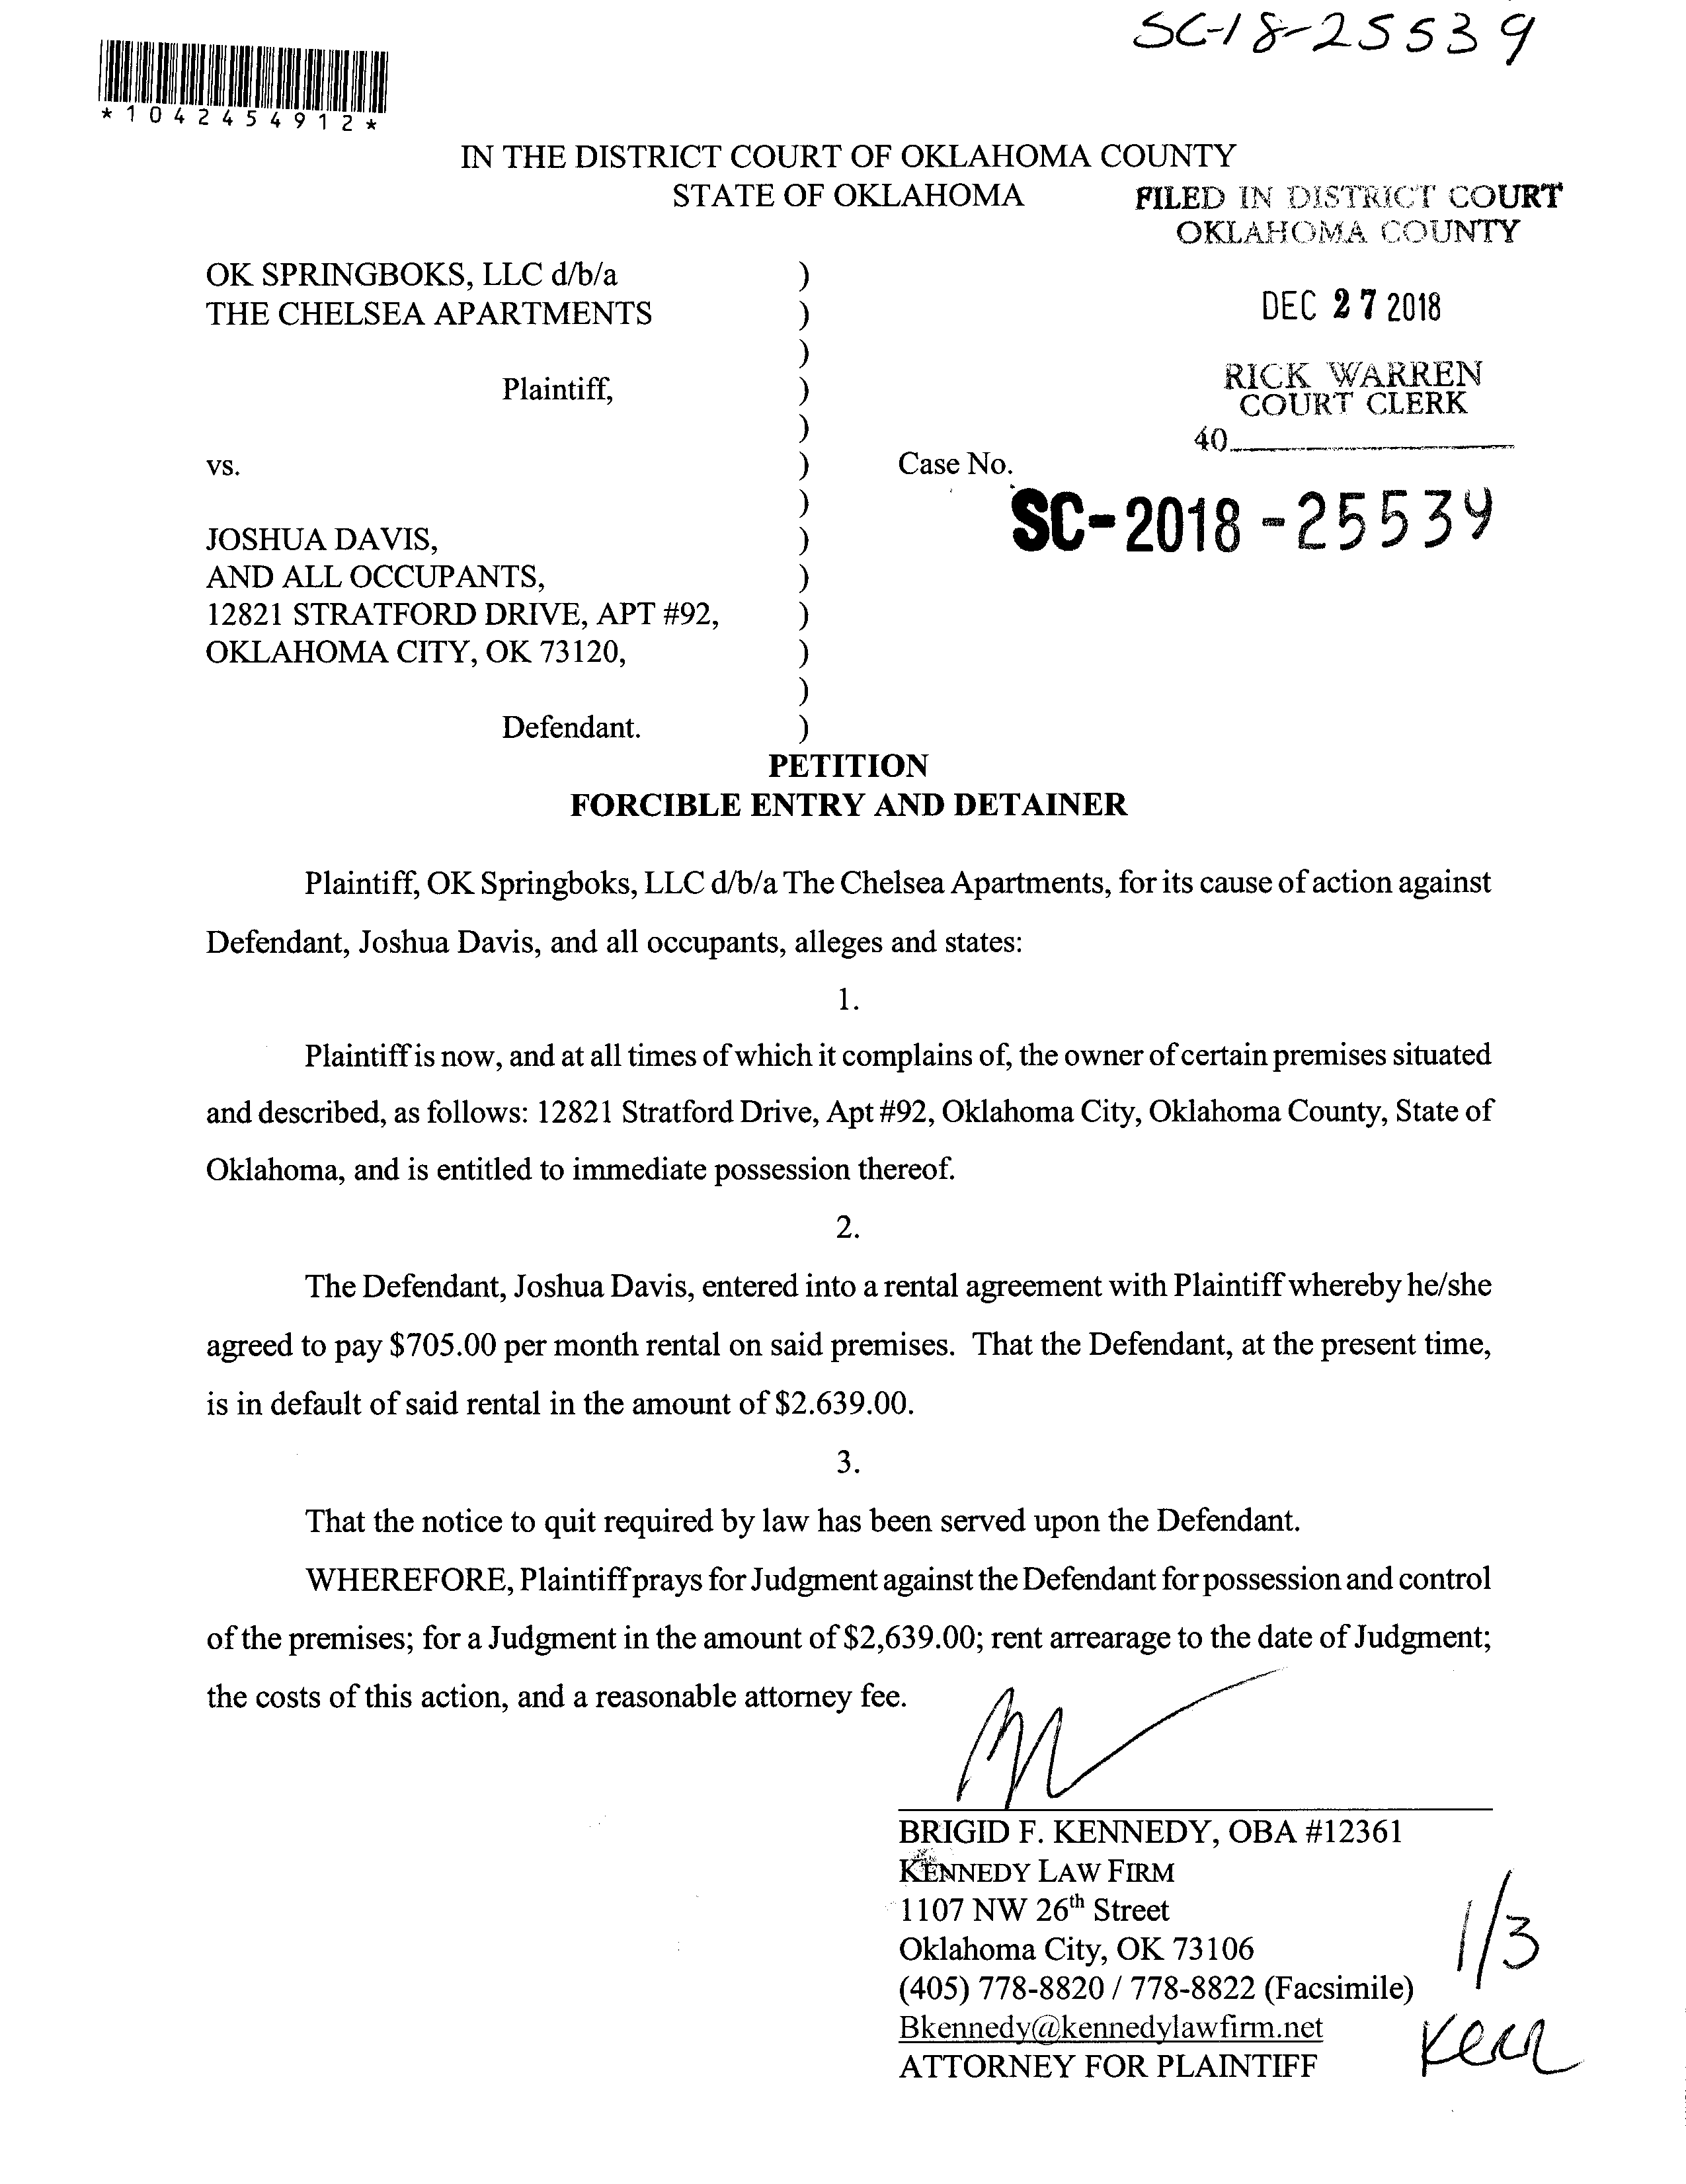 SC-18-25539
*1042454912*
IN THE DISTRICT COURT OF OKLAHOMA COUNTY
STATE OF OKLAHOMA
FILED IN DISTRICT COURT
OKLAHOMA COUNTY
OK SPRINGBOKS, LLC d/b/a )
THE CHELSEA APARTMENTS )
DEC 27 2018
)
Plaintiff, )
RICK WARREN
COURT CLERK
)
40
vs. ) Case No.
)
SC-2018-25539
JOSHUA DAVIS, )
AND ALL OCCUPANTS, )
12821 STRATFORD DRIVE, APT #92, )
OKLAHOMA CITY, OK 73120, )
)
Defendant. )
PETITION
FORCIBLE ENTRY AND DETAINER
Plaintiff, OK Springboks, LLC d/b/a The Chelsea Apartments, for its cause of action against
Defendant, Joshua Davis, and all occupants, alleges and states:
1.
Plaintiff is now, and at all times of which it complains of, the owner of certain premises situated
and described, as follows: 12821 Stratford Drive, Apt #92, Oklahoma City, Oklahoma County, State of
Oklahoma, and is entitled to immediate possession thereof.
2.
The Defendant, Joshua Davis, entered into a rental agreement with Plaintiff whereby he/she
agreed to pay $705.00 per month rental on said premises. That the Defendant, at the present time,
is in default of said rental in the amount of $2.639.00.
3.
That the notice to quit required by law has been served upon the Defendant.
WHEREFORE, Plaintiff prays for Judgment against the Defendant for possession and control
of the premises; for a Judgment in the amount of $2,639.00; rent arrearage to the date of Judgment;
the costs of this action, and a reasonable attorney fee.
BRIGID F. KENNEDY, OBA #12361
KENNEDY LAW FIRM
1107 NW 26th Street
Oklahoma City, OK 73106
1/3
(405) 778-8820 / 778-8822 (Facsimile)
Bkennedy@kennedylawfirm.net
Kerr
ATTORNEY FOR PLAINTIFF